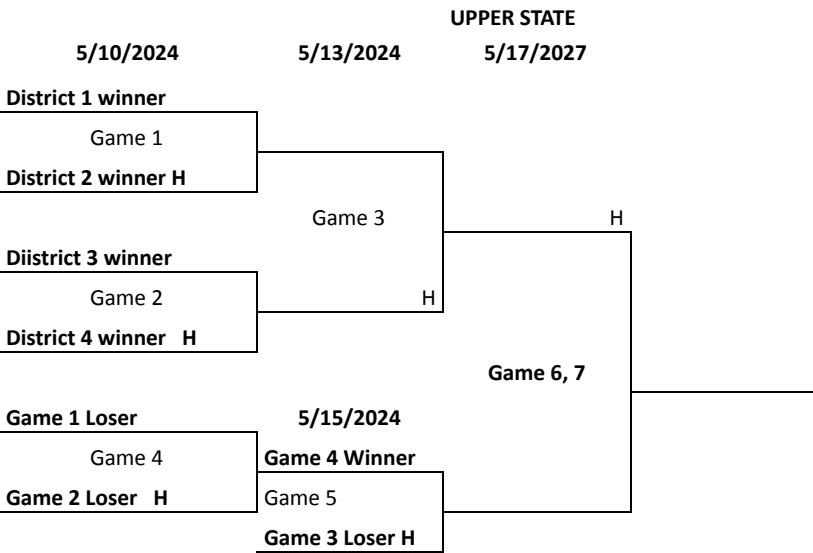 UPPER STATE
5/10/2024 5/13/2024 5/17/2027
District 1 winner
Game 1
District 2 winner H
Game 3 H
Diistrict 3 winner
Game 2 H
District 4 winner H
Game 6, 7
Game 1 Loser 5/15/2024
Game 4 Game 4 Winner
Game 2 Loser H Game 5
Game 3 Loser H